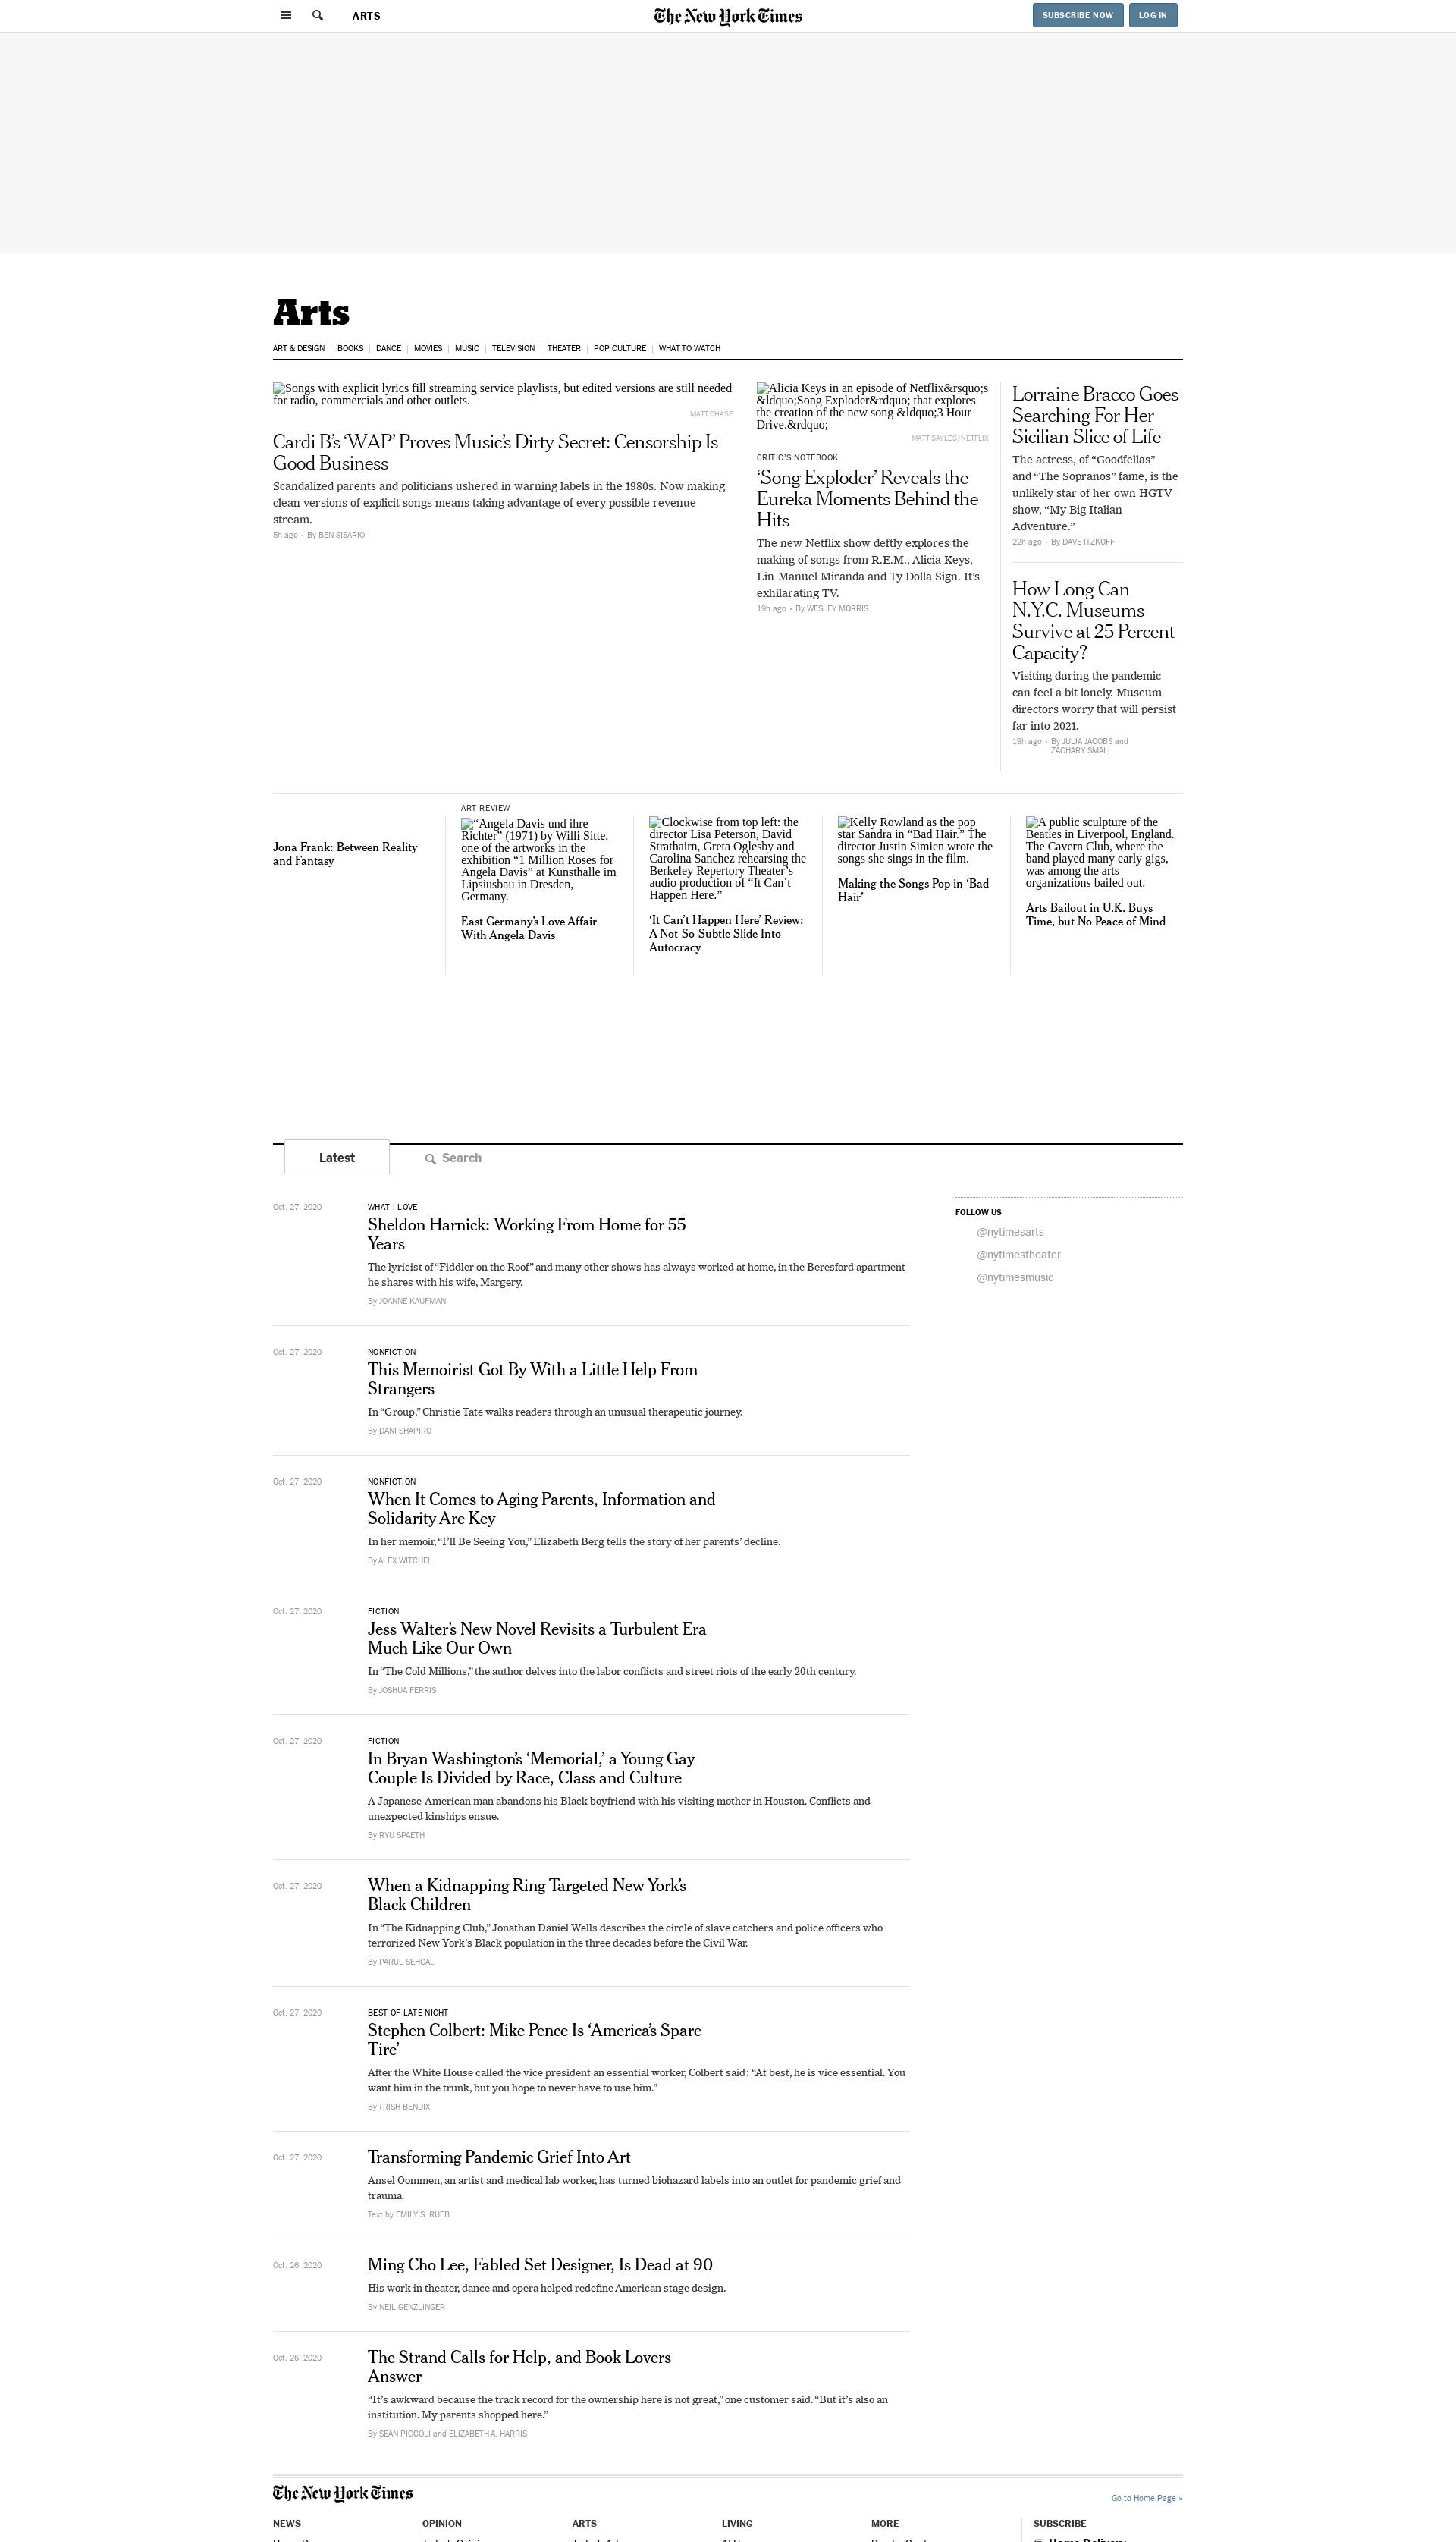 ARTS
The New York Times
SUBSCRIBE NOW
LOG IN
Arts
ART & DESIGN
BOOKS
DANCE
MOVIES
MUSIC
TELEVISION
THEATER
POP CULTURE
WHAT TO WATCH
Songs with explicit lyrics fill streaming service playlists, but edited versions are still needed
for radio, commercials and other outlets.
MATT CHASE
Cardi B’s ‘WAP’ Proves Music’s Dirty Secret: Censorship Is
Good Business
Scandalized parents and politicians ushered in warning labels in the 1980s. Now making
clean versions of explicit songs means taking advantage of every possible revenue
stream.
5h ago • By BEN SISARIO
Alicia Keys in an episode of Netflix&rsquo;s
&ldquo;Song Exploder&rdquo; that explores
the creation of the new song &ldquo;3 Hour
Drive.&rdquo;
MATT SAYLES/NETFLIX
CRITIC’S NOTEBOOK
‘Song Exploder’ Reveals the
Eureka Moments Behind the
Hits
The new Netflix show deftly explores the
making of songs from R.E.M., Alicia Keys,
Lin-Manuel Miranda and Ty Dolla Sign. It’s
exhilarating TV.
19h ago • By WESLEY MORRIS
Lorraine Bracco Goes
Searching For Her
Sicilian Slice of Life
The actress, of “Goodfellas”
and “The Sopranos” fame, is the
unlikely star of her own HGTV
show, “My Big Italian
Adventure.”
22h ago • By DAVE ITZKOFF
How Long Can
N.Y.C. Museums
Survive at 25 Percent
Capacity?
Visiting during the pandemic
can feel a bit lonely. Museum
directors worry that will persist
far into 2021.
19h ago • By JULIA JACOBS and
ZACHARY SMALL
Jona Frank: Between Reality
and Fantasy
ART REVIEW
“Angela Davis und ihre
Richter” (1971) by Willi Sitte,
one of the artworks in the
exhibition “1 Million Roses for
Angela Davis” at Kunsthalle im
Lipsiusbau in Dresden,
Germany.
East Germany’s Love Affair
With Angela Davis
Clockwise from top left: the
director Lisa Peterson, David
Strathairn, Greta Oglesby and
Carolina Sanchez rehearsing the
Berkeley Repertory Theater’s
audio production of “It Can’t
Happen Here.”
‘It Can’t Happen Here’ Review:
A Not-So-Subtle Slide Into
Autocracy
Kelly Rowland as the pop
star Sandra in “Bad Hair.” The
director Justin Simien wrote the
songs she sings in the film.
Making the Songs Pop in ‘Bad
Hair’
A public sculpture of the
Beatles in Liverpool, England.
The Cavern Club, where the
band played many early gigs,
was among the arts
organizations bailed out.
Arts Bailout in U.K. Buys
Time, but No Peace of Mind
Latest
Search
Oct. 27, 2020
WHAT I LOVE
Sheldon Harnick: Working From Home for 55
Years
The lyricist of “Fiddler on the Roof” and many other shows has always worked at home, in the Beresford apartment
he shares with his wife, Margery.
By JOANNE KAUFMAN
FOLLOW US
@nytimesarts
@nytimestheater
@nytimesmusic
Oct. 27, 2020
NONFICTION
This Memoirist Got By With a Little Help From
Strangers
In “Group,” Christie Tate walks readers through an unusual therapeutic journey.
By DANI SHAPIRO
Oct. 27, 2020
NONFICTION
When It Comes to Aging Parents, Information and
Solidarity Are Key
In her memoir, “I’ll Be Seeing You,” Elizabeth Berg tells the story of her parents’ decline.
By ALEX WITCHEL
Oct. 27, 2020
FICTION
Jess Walter’s New Novel Revisits a Turbulent Era
Much Like Our Own
In “The Cold Millions,” the author delves into the labor conflicts and street riots of the early 20th century.
By JOSHUA FERRIS
Oct. 27, 2020
FICTION
In Bryan Washington’s ‘Memorial,’ a Young Gay
Couple Is Divided by Race, Class and Culture
A Japanese-American man abandons his Black boyfriend with his visiting mother in Houston. Conflicts and
unexpected kinships ensue.
By RYU SPAETH
Oct. 27, 2020
When a Kidnapping Ring Targeted New York’s
Black Children
In “The Kidnapping Club,” Jonathan Daniel Wells describes the circle of slave catchers and police officers who
terrorized New York’s Black population in the three decades before the Civil War.
By PARUL SEHGAL
Oct. 27, 2020
BEST OF LATE NIGHT
Stephen Colbert: Mike Pence Is ‘America’s Spare
Tire’
After the White House called the vice president an essential worker, Colbert said: “At best, he is vice essential. You
want him in the trunk, but you hope to never have to use him.”
By TRISH BENDIX
Oct. 27, 2020
Transforming Pandemic Grief Into Art
Ansel Oommen, an artist and medical lab worker, has turned biohazard labels into an outlet for pandemic grief and
trauma.
Text by EMILY S. RUEB
Oct. 26, 2020
Ming Cho Lee, Fabled Set Designer, Is Dead at 90
His work in theater, dance and opera helped redefine American stage design.
By NEIL GENZLINGER
Oct. 26, 2020
The Strand Calls for Help, and Book Lovers
Answer
“It’s awkward because the track record for the ownership here is not great,” one customer said. “But it’s also an
institution. My parents shopped here.”
By SEAN PICCOLI and ELIZABETH A. HARRIS
The New York Times
Go to Home Page »
NEWS
OPINION
ARTS
LIVING
MORE
SUBSCRIBE